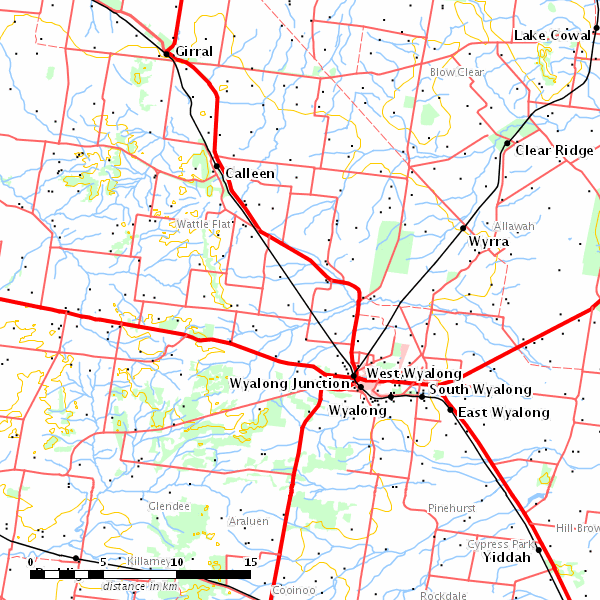 Lake Cowal
Girral
Blow Clear
Clear Ridge
Calleen
Wattle Flat
Allawah
Wyrra
West Wyalong
Wyalong Junction
South Wyalong
Wyalong
East Wyalong
Glendee
Pinehurst
Araluen
Hill-Brow
Cypress Park
Yiddah
Killarney
0 5 10 15
distance in km
Cooinoo
Rockdale